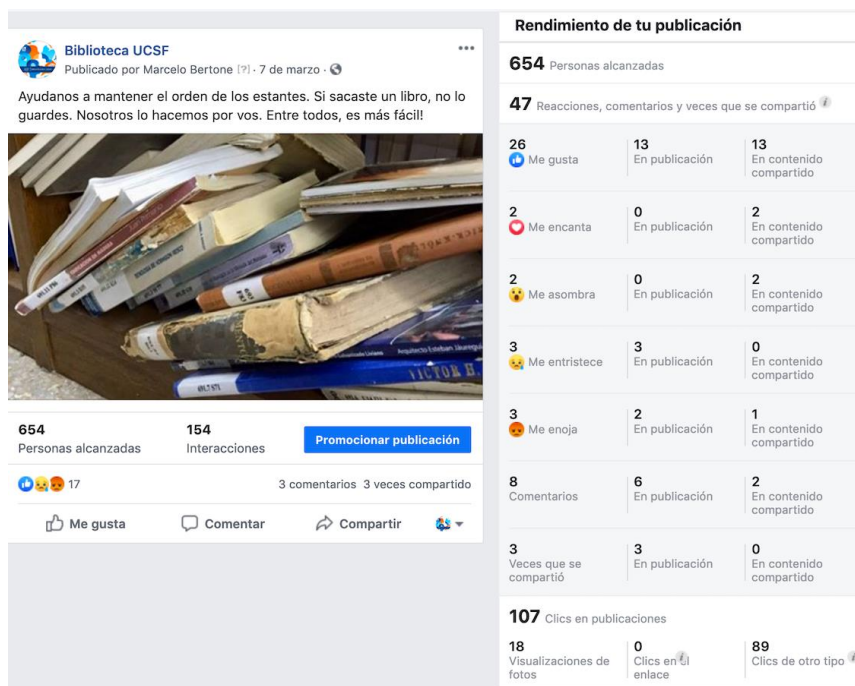 Biblioteca UCSF
Publicado por Marcelo Bertone [?] · 7 de marzo ·
Ayudanos a mantener el orden de los estantes. Si sacaste un libro, no lo
guardes. Nosotros lo hacemos por vos. Entre todos, es más fácil!
VICTOR H.
691.7 S71
654
Personas alcanzadas
154
Interacciones
Promocionar publicación
17
3 comentarios 3 veces compartido
Me gusta
Comentar
Compartir
Rendimiento de tu publicación
654 Personas alcanzadas
47 Reacciones, comentarios y veces que se compartió
26
Me gusta
13
En publicación
13
En contenido
compartido
2
Me encanta
0
En publicación
2
En contenido
compartido
2
Me asombra
0
En publicación
2
En contenido
compartido
3
Me entristece
3
En publicación
0
En contenido
compartido
3
Me enoja
2
En publicación
1
En contenido
compartido
8
Comentarios
6
En publicación
2
En contenido
compartido
3
Veces que se
compartió
3
En publicación
0
En contenido
compartido
107 Clics en publicaciones
18
Visualizaciones de
fotos
0
Clics en el
enlace
89
Clics de otro tipo